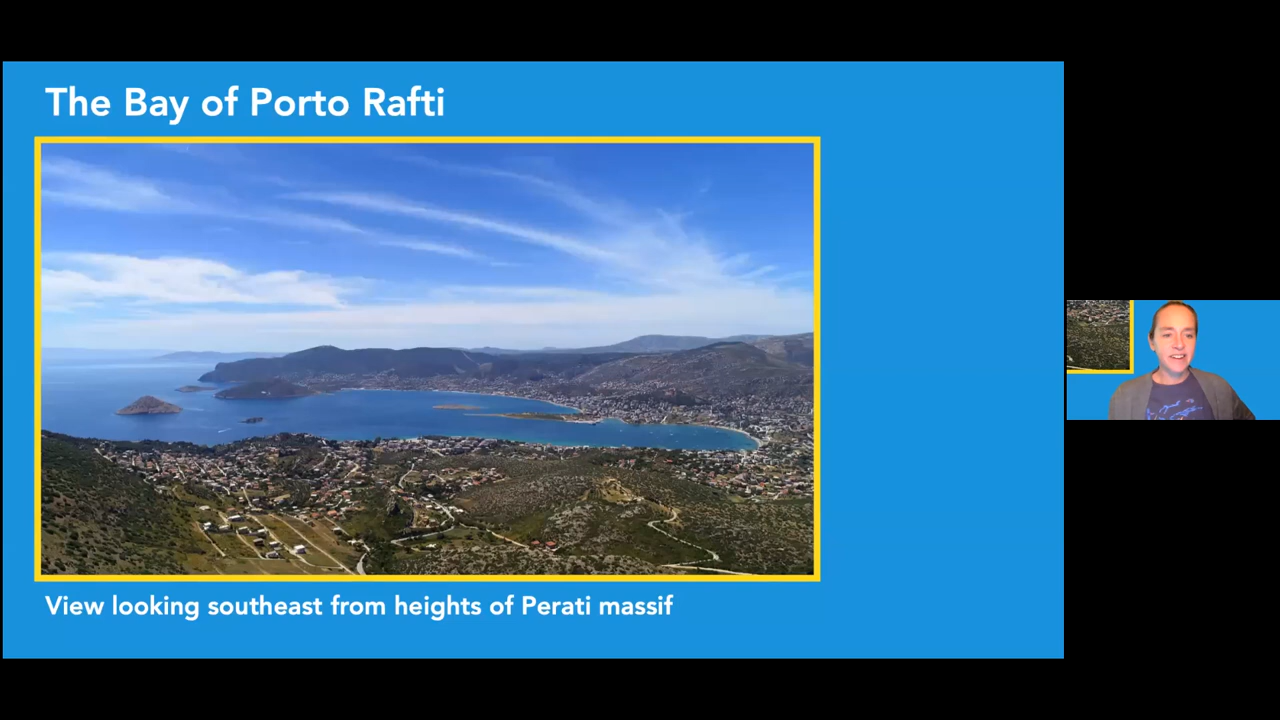 The Bay of Porto Rafti
View looking southeast from heights of Perati massif